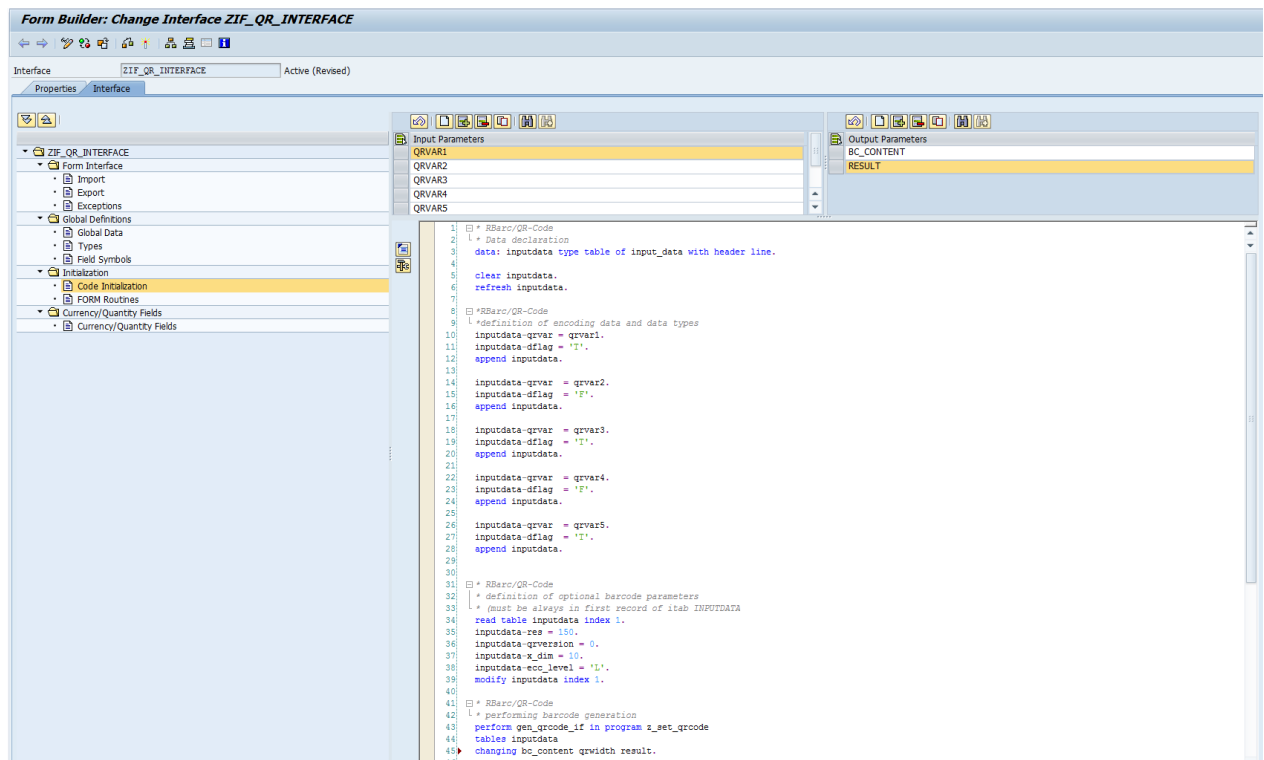 Form Builder: Change Interface ZIF_QR_INTERFACE
Interface ZIF_QR_INTERFACE Active (Revised)
Properties Interface
ZIF_QR_INTERFACE
Form Interface
Import
Export
Exceptions
Global Definitions
Global Data
Types
Field Symbols
Initialization
Code Initialization
FORM Routines
Currency/Quantity Fields
Currency/Quantity Fields
Input Parameters
QRVAR1
QRVAR2
QRVAR3
QRVAR4
QRVAR5
Output Parameters
BC_CONTENT
RESULT
1 * RBarc/QR-Code
2 * Data declaration
3 data: inputdata type table of input_data with header line.
4
5 clear inputdata.
6 refresh inputdata.
7
8 *RBarc/QR-Code
9 *definition of encoding data and data types
10 inputdata-qrvar = qrvar1.
11 inputdata-dflag = 'T'.
12 append inputdata.
13
14 inputdata-qrvar = qrvar2.
15 inputdata-dflag = 'F'.
16 append inputdata.
17
18 inputdata-qrvar = qrvar3.
19 inputdata-dflag = 'T'.
20 append inputdata.
21
22 inputdata-qrvar = qrvar4.
23 inputdata-dflag = 'F'.
24 append inputdata.
25
26 inputdata-qrvar = qrvar5.
27 inputdata-dflag = 'T'.
28 append inputdata.
29
30
31 * RBarc/QR-Code
32 * definition of optional barcode parameters
33 * (must be always in first record of itab INPUTDATA
34 read table inputdata index 1.
35 inputdata-res = 150.
36 inputdata-qrversion = 0.
37 inputdata-x_dim = 10.
38 inputdata-ecc_level = 'L'.
39 modify inputdata index 1.
40
41 * RBarc/QR-Code
42 * performing barcode generation
43 perform gen_qrcode_if in program z_set_qrcode
44 tables inputdata
45 changing bc_content qrwidth result.